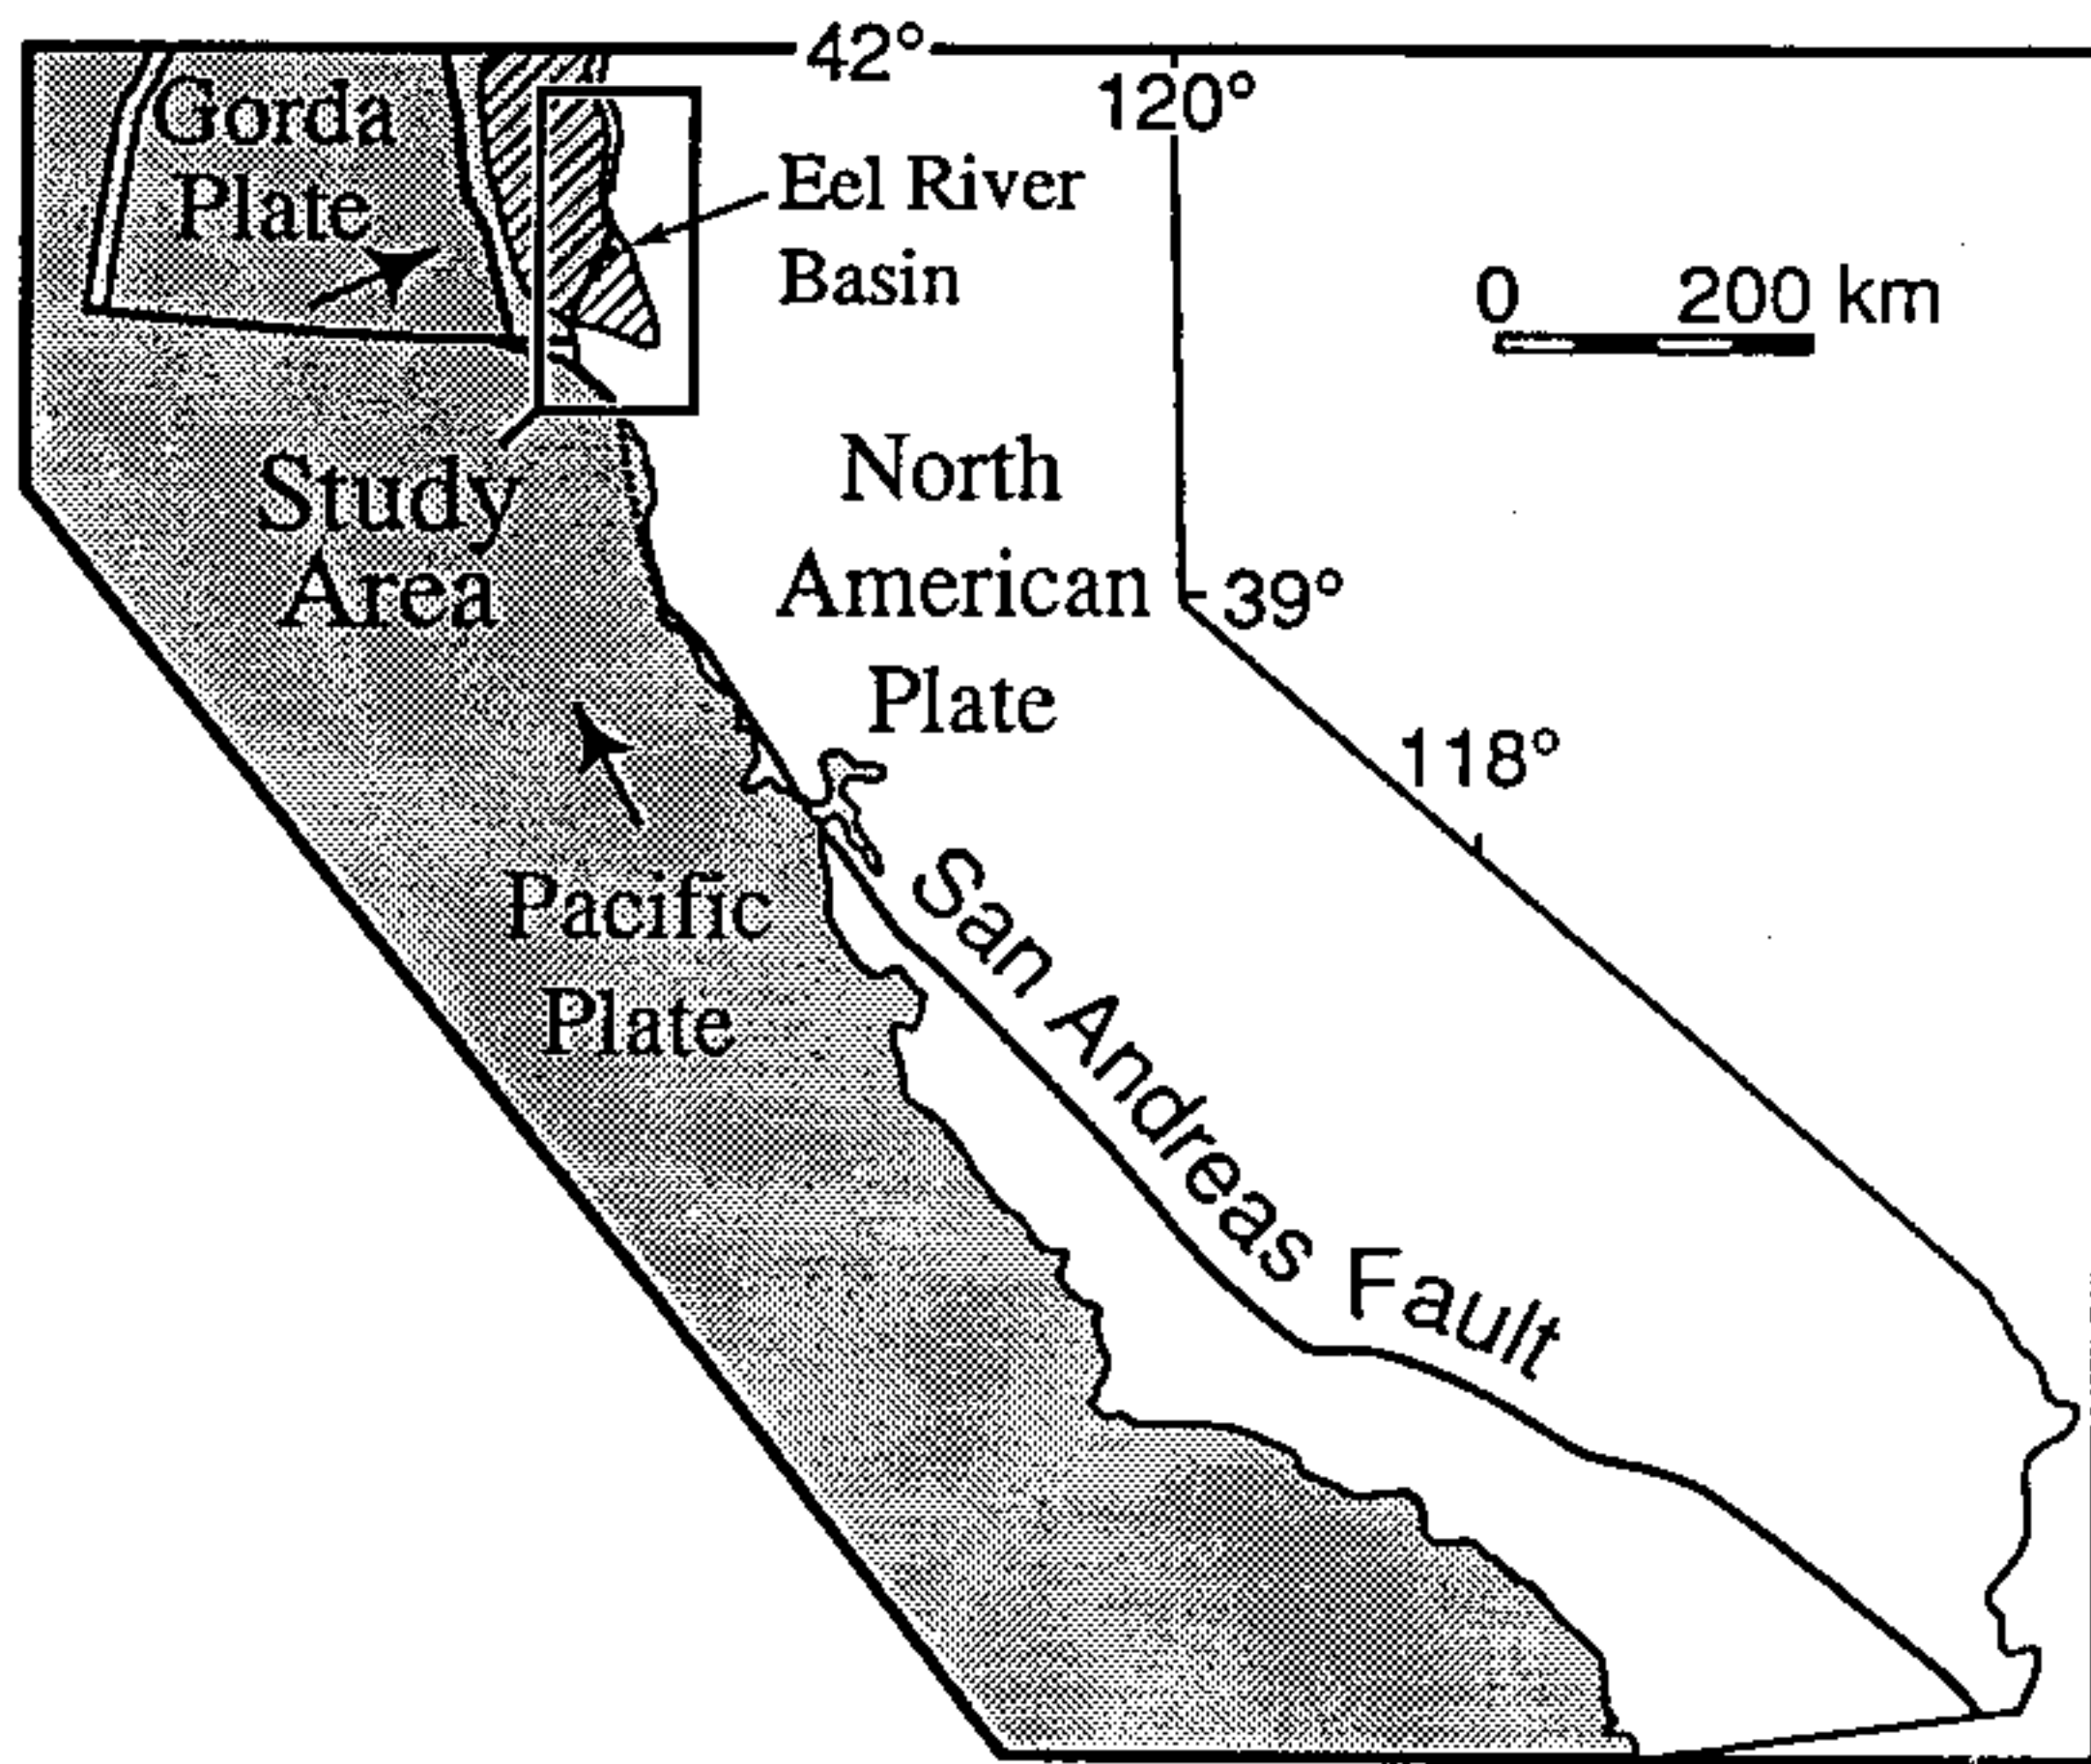 42°
120°
Gorda
Plate
Eel River
Basin
0 200 km
Study
Area
North
American
Plate
39°
118°
Pacific
Plate
San Andreas Fault